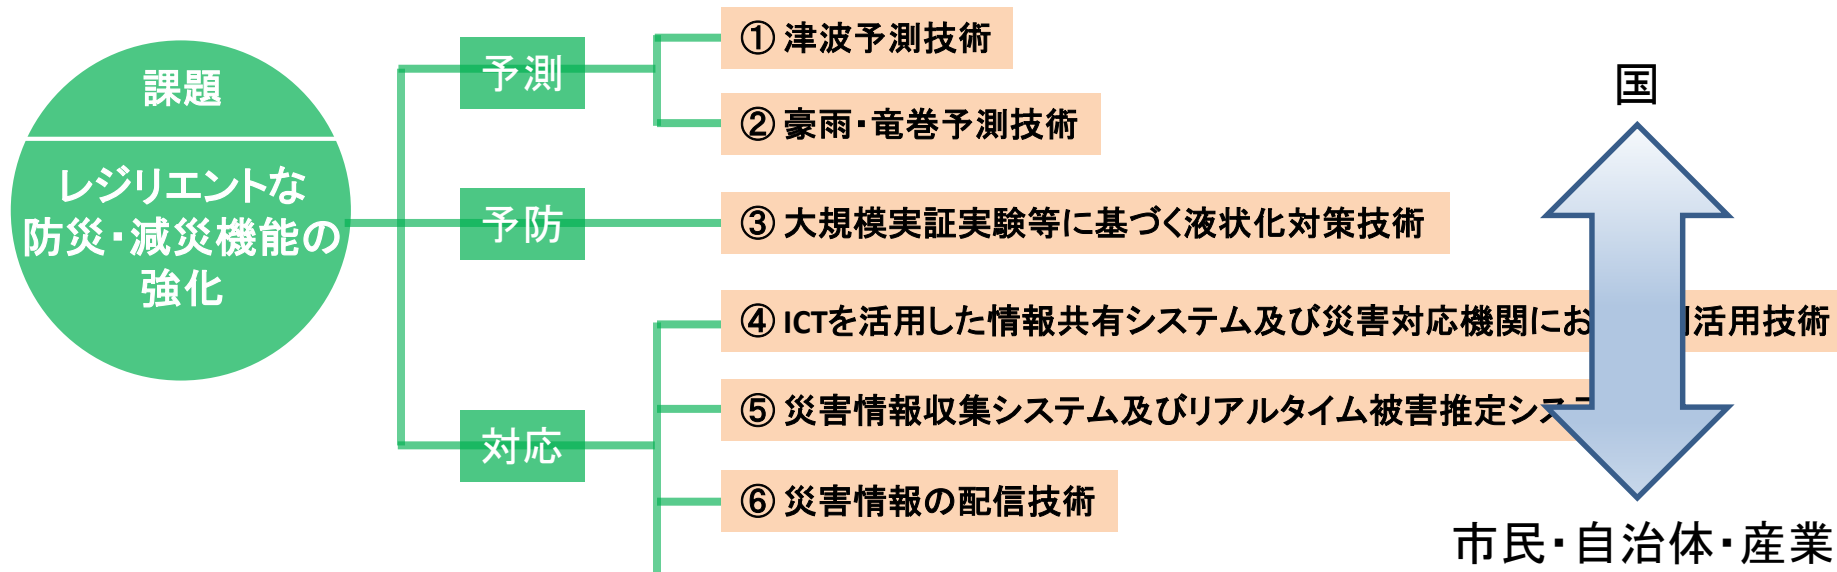 課題
レジリエントな
防災・減災機能の
強化
予測
① 津波予測技術
② 豪雨・竜巻予測技術
予防
③ 大規模実証実験等に基づく液状化対策技術
対応
④ ICTを活用した情報共有システム及び災害対応機関にお 活用技術
⑤ 災害情報収集システム及びリアルタイム被害推定システ
⑥ 災害情報の配信技術
国
市民・自治体・産業